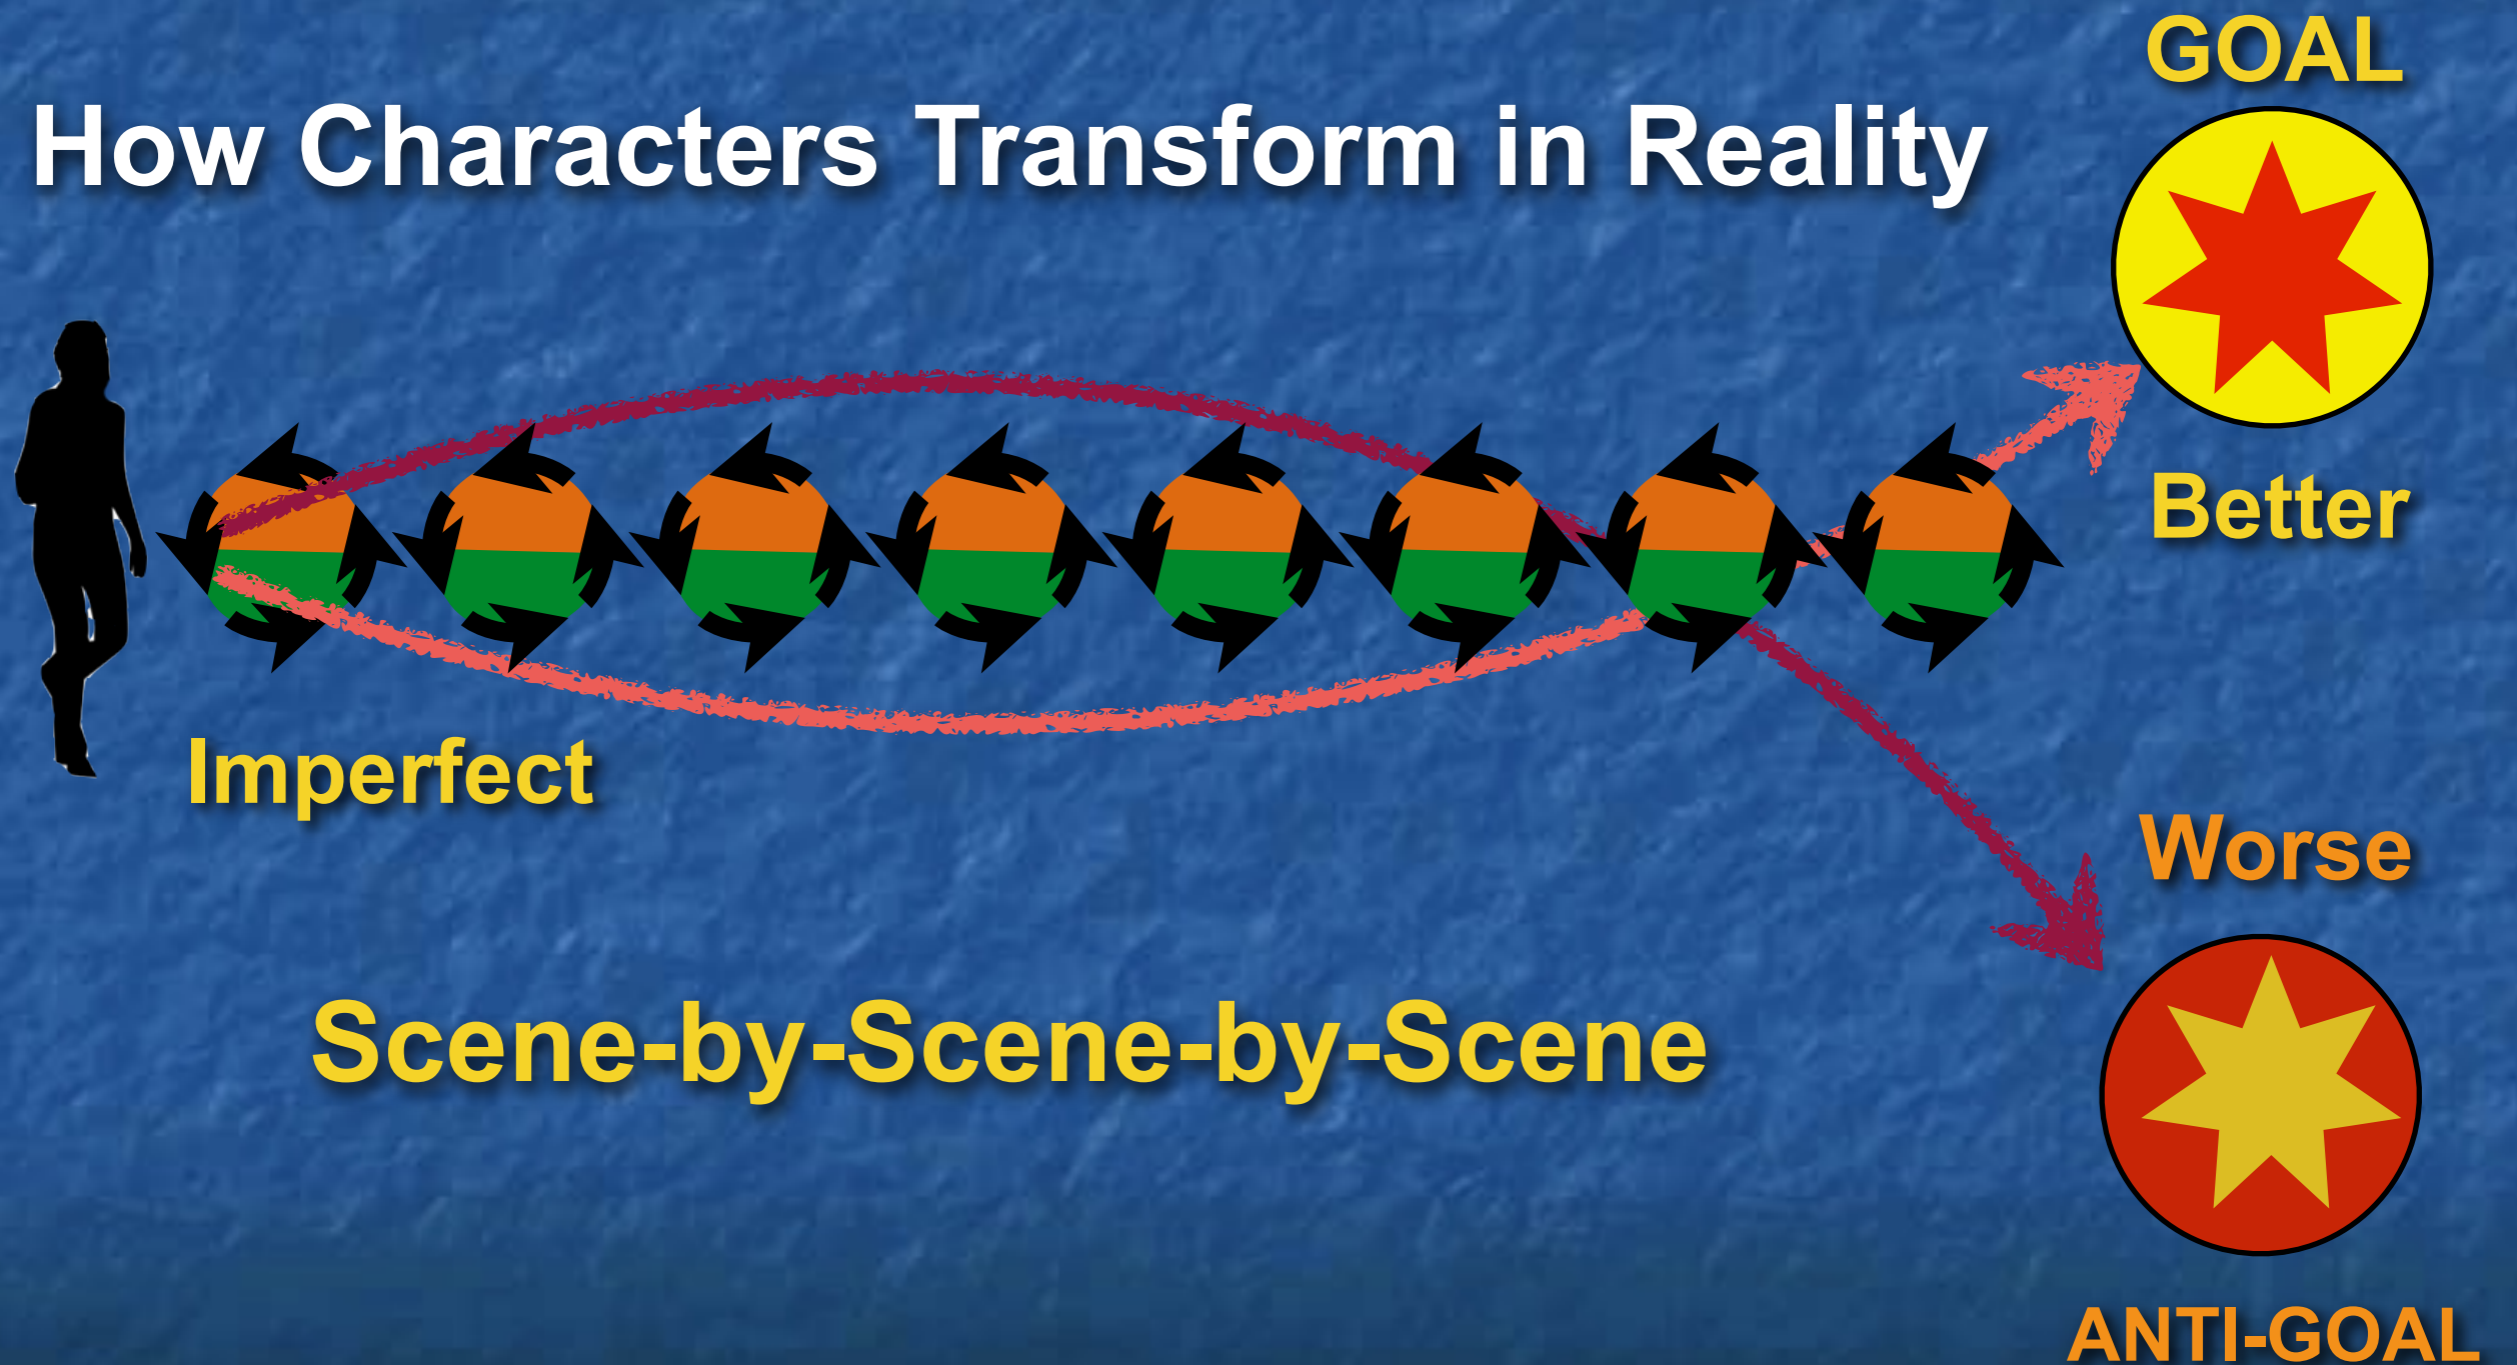 GOAL
How Characters Transform in Reality
Better
Imperfect
Worse
Scene-by-Scene-by-Scene
ANTI-GOAL